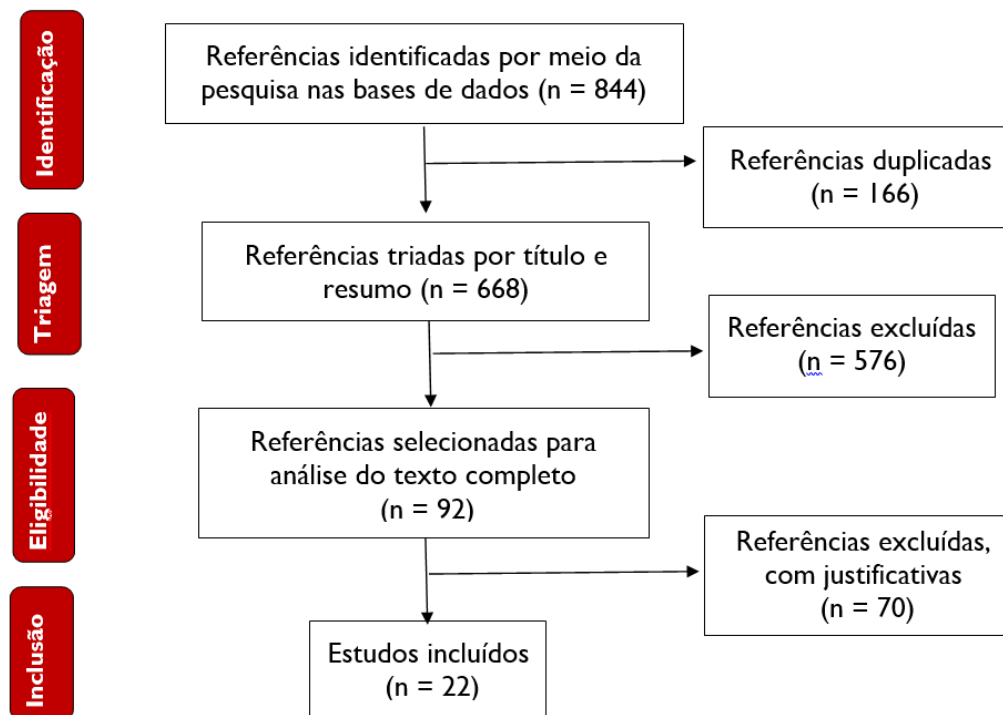 Identificação
Referências identificadas por meio da
pesquisa nas bases de dados (n = 844)
Referências duplicadas
(n = 166)
Triagem
Referências triadas por título e
resumo (n = 668)
Referências excluídas
(n = 576)
Eligibilidade
Referências selecionadas para
análise do texto completo
(n = 92)
Referências excluídas,
com justificativas
(n = 70)
Inclusão
Estudos incluídos
(n = 22)